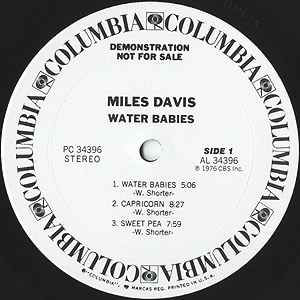 COLUMBIA COLUMBIA COLUMBIA COLUMBIA COLUMBIA COLUMBIA
DEMONSTRATION
NOT FOR SALE
MILES DAVIS
WATER BABIES
PC 34396
STEREO
SIDE 1
AL 34396
℗ 1976 CBS Inc.
1. WATER BABIES 5:06
-W. Shorter-
2. CAPRICORN 8:27
-W. Shorter-
3. SWEET PEA 7:59
-W. Shorter-
®"COLUMBIA", MARCAS REG. PRINTED IN U.S.A.